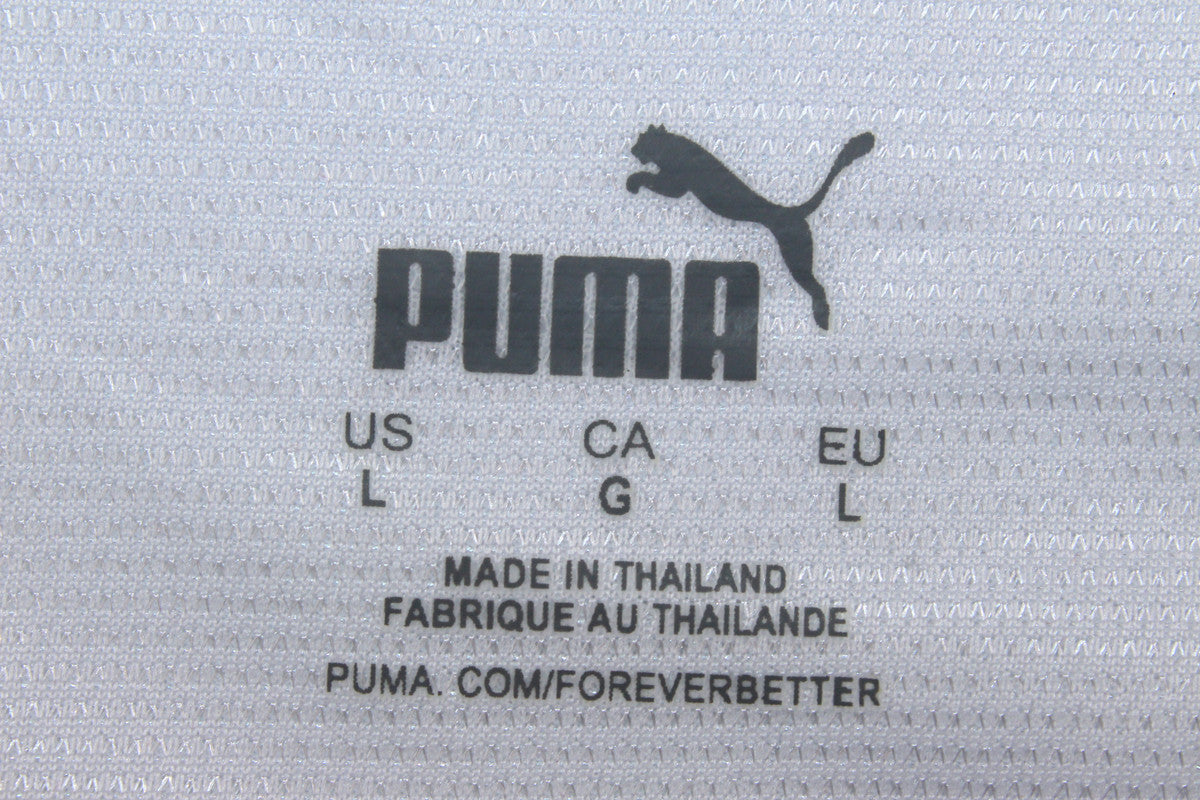 PUMA
US CA EU
L G L
MADE IN THAILAND
FABRIQUE AU THAILANDE
PUMA. COM/FOREVERBETTER